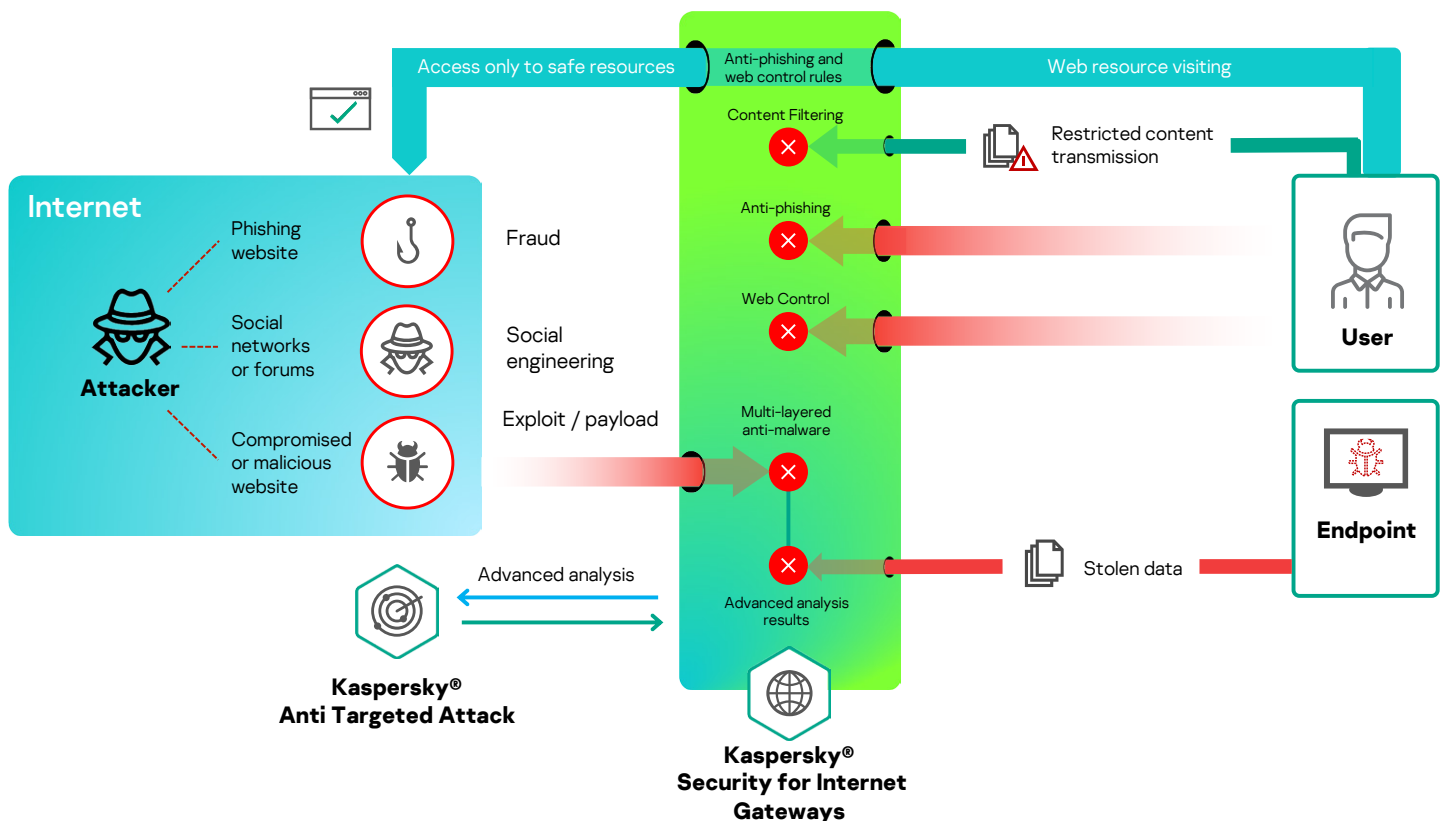 Access only to safe resources
Anti-phishing and
web control rules
Web resource visiting
Content Filtering
Restricted content
transmission
Internet
Phishing
website
Fraud
Anti-phishing
Social
networks
or forums
Social
engineering
Web Control
User
Attacker
Compromised
or malicious
website
Exploit / payload
Multi-layered
anti-malware
Endpoint
Stolen data
Advanced analysis
Advanced analysis
results
Kaspersky®
Anti Targeted Attack
Kaspersky®
Security for Internet
Gateways